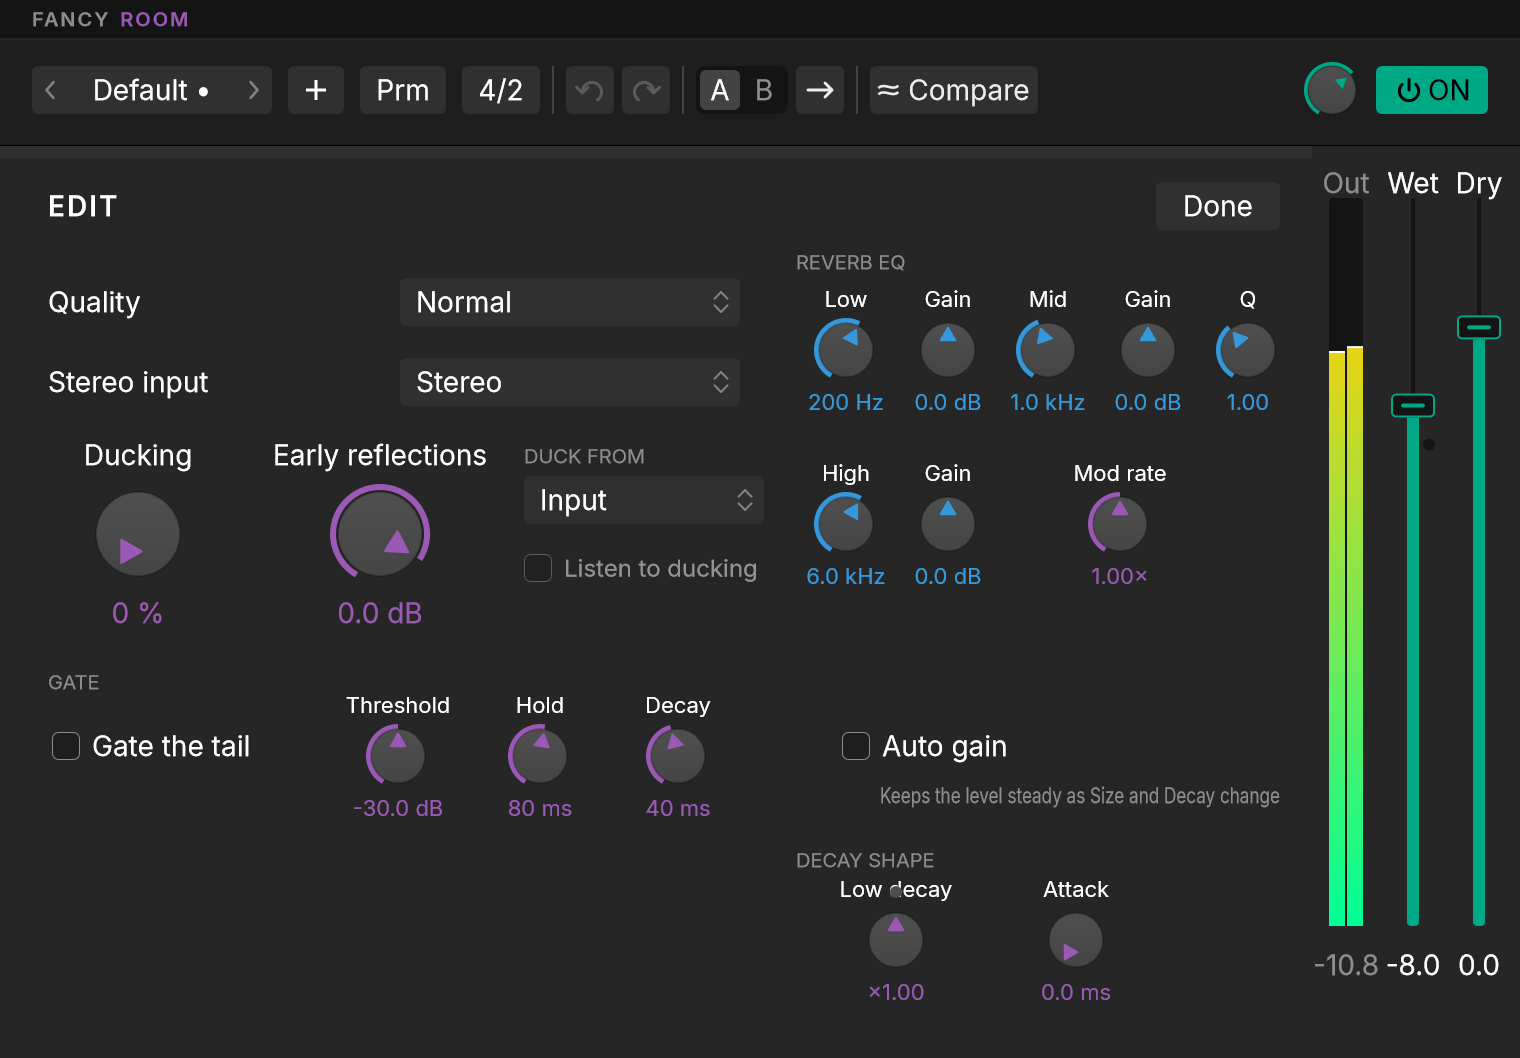 FANCY ROOM
Default •
+
Prm
4/2
A
B
→
≈ Compare
ON
EDIT
Done
Out
Wet
Dry
Quality
Normal
Stereo input
Stereo
Ducking
0 %
Early reflections
0.0 dB
DUCK FROM
Input
Listen to ducking
REVERB EQ
Low
Gain
Mid
Gain
Q
200 Hz
0.0 dB
1.0 kHz
0.0 dB
1.00
High
Gain
Mod rate
6.0 kHz
0.0 dB
1.00×
GATE
Gate the tail
Threshold
Hold
Decay
-30.0 dB
80 ms
40 ms
Auto gain
Keeps the level steady as Size and Decay change
DECAY SHAPE
Low decay
Attack
×1.00
0.0 ms
-10.8
-8.0
0.0